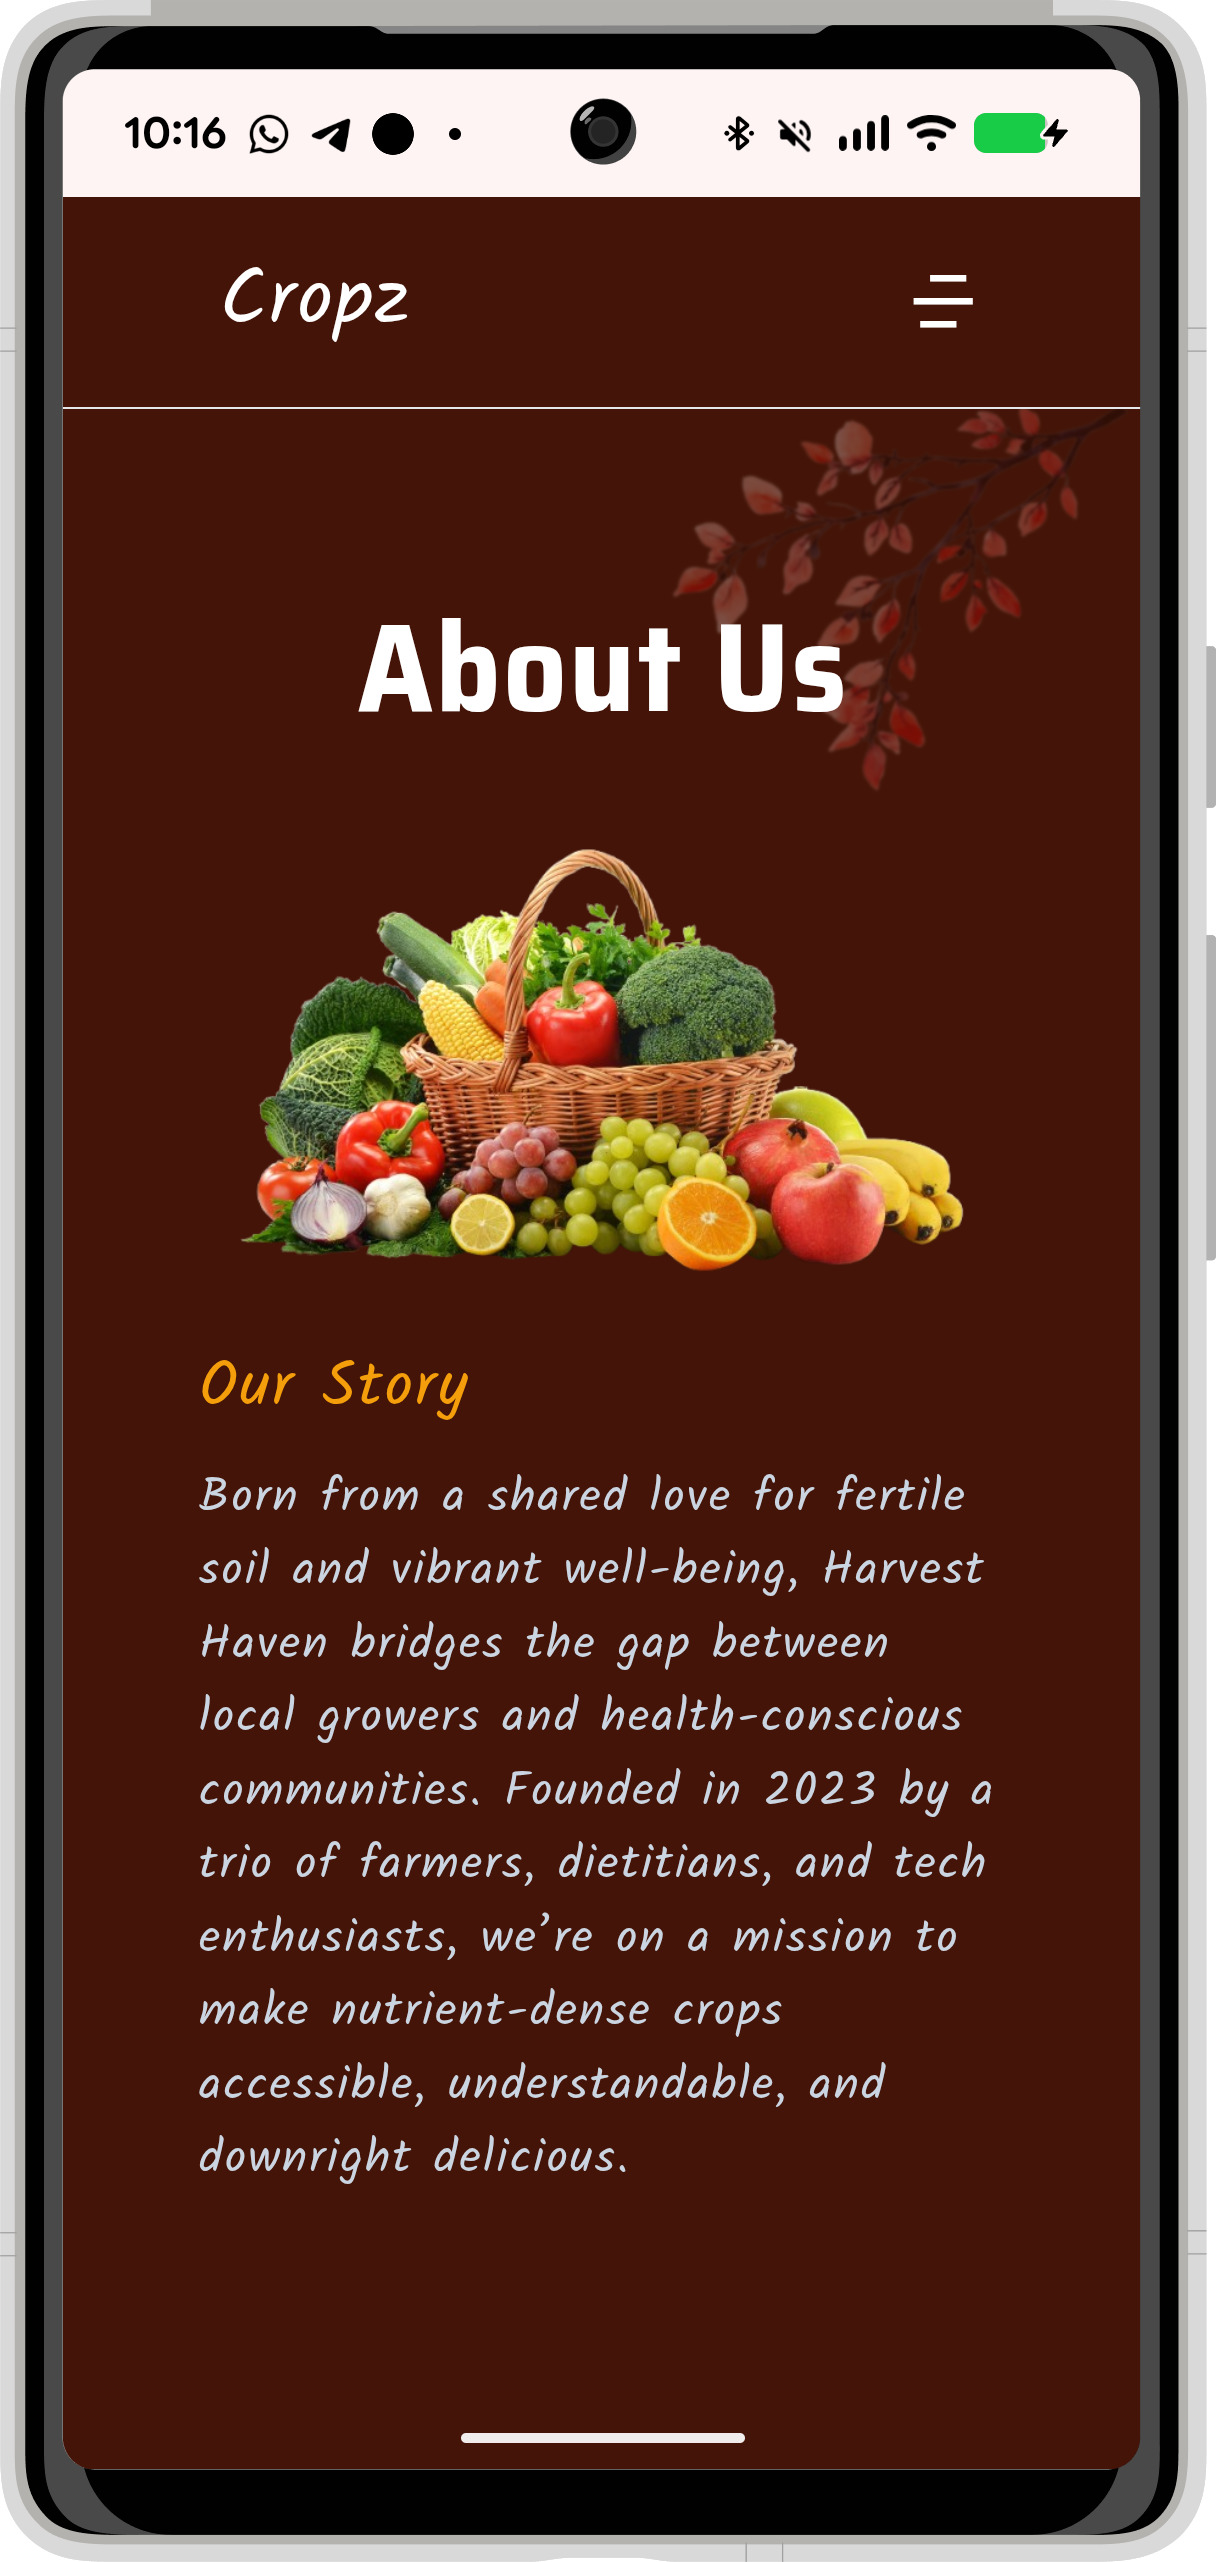 10:16
Cropz
About Us
Our Story
Born from a shared love for fertile
soil and vibrant well-being, Harvest
Haven bridges the gap between
local growers and health-conscious
communities. Founded in 2023 by a
trio of farmers, dietitians, and tech
enthusiasts, we’re on a mission to
make nutrient-dense crops
accessible, understandable, and
downright delicious.